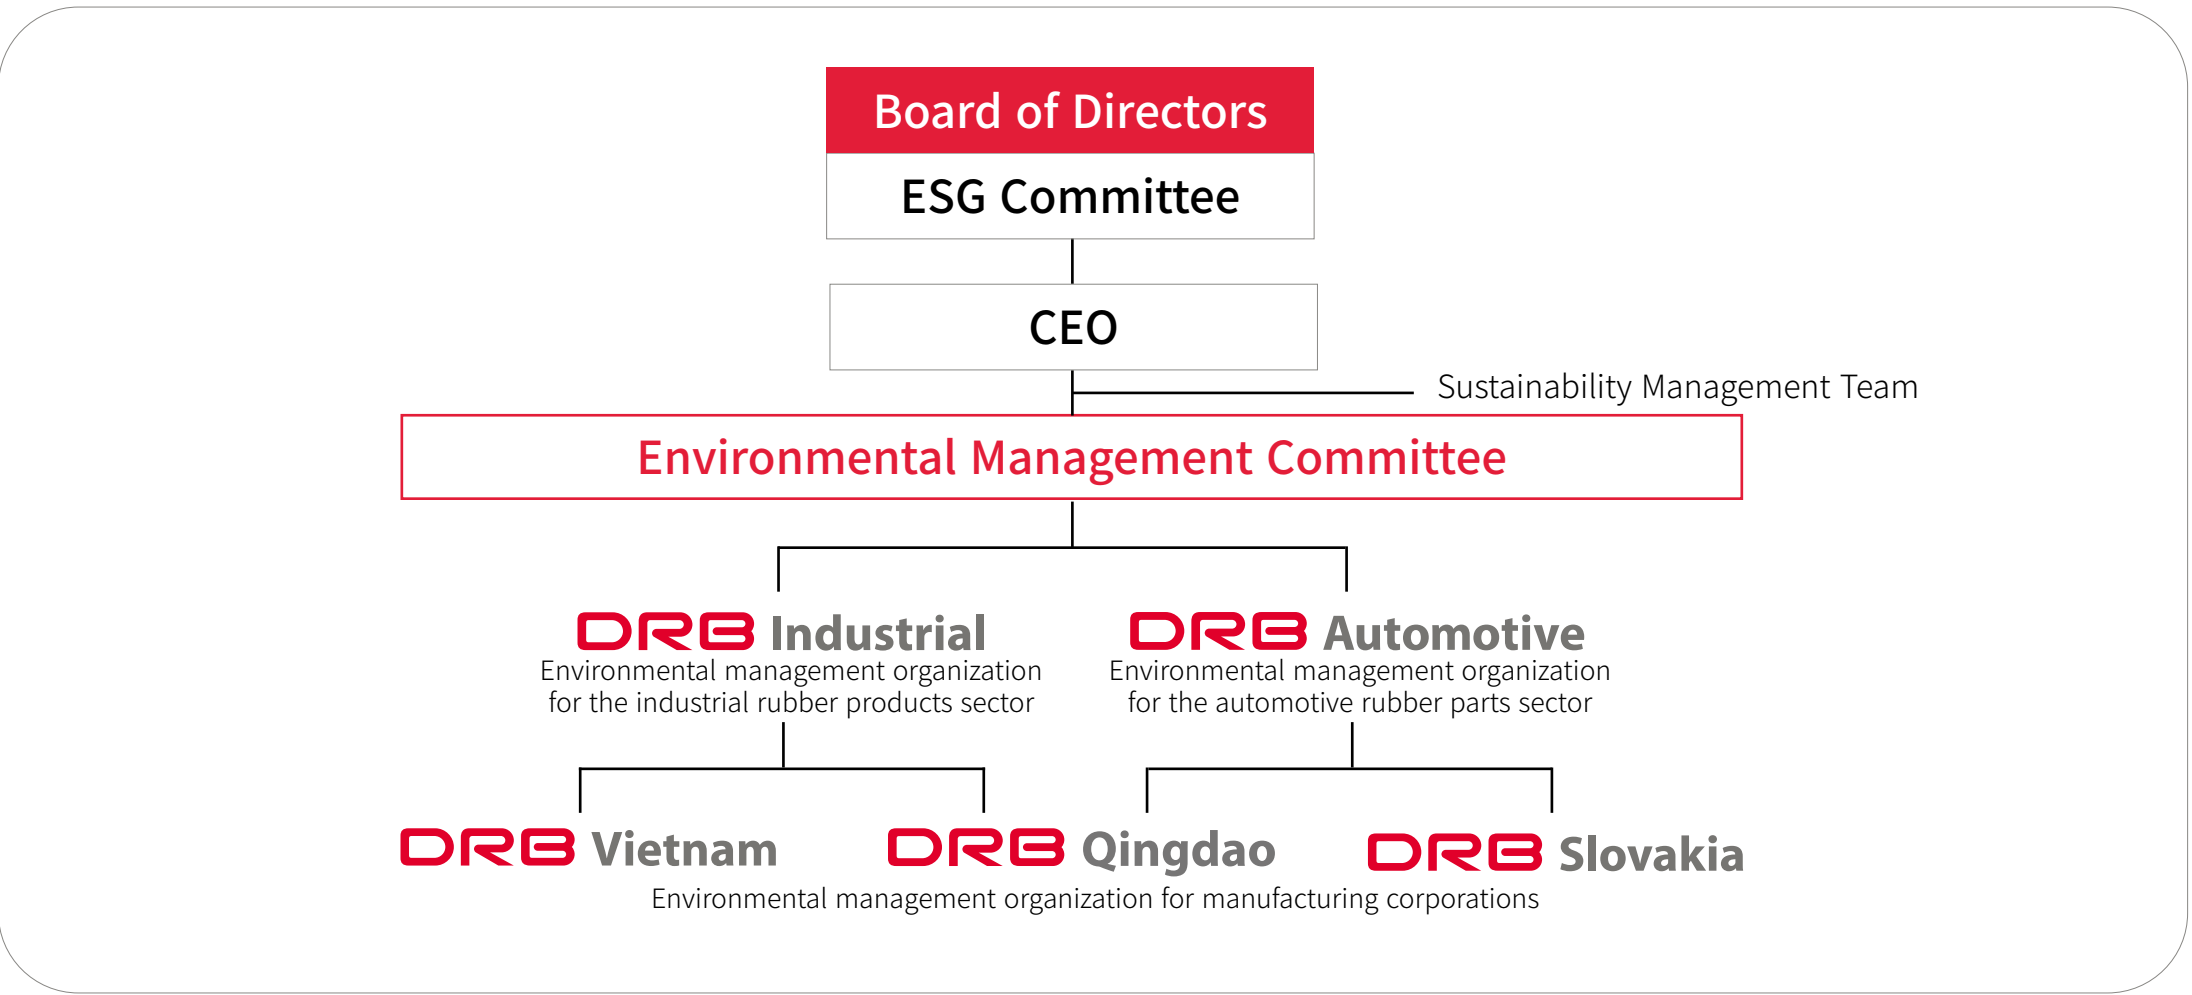 Board of Directors
ESG Committee
CEO
Sustainability Management Team
Environmental Management Committee
DRB Industrial
Environmental management organization
for the industrial rubber products sector
DRB Automotive
Environmental management organization
for the automotive rubber parts sector
DRB Vietnam
DRB Qingdao
DRB Slovakia
Environmental management organization for manufacturing corporations